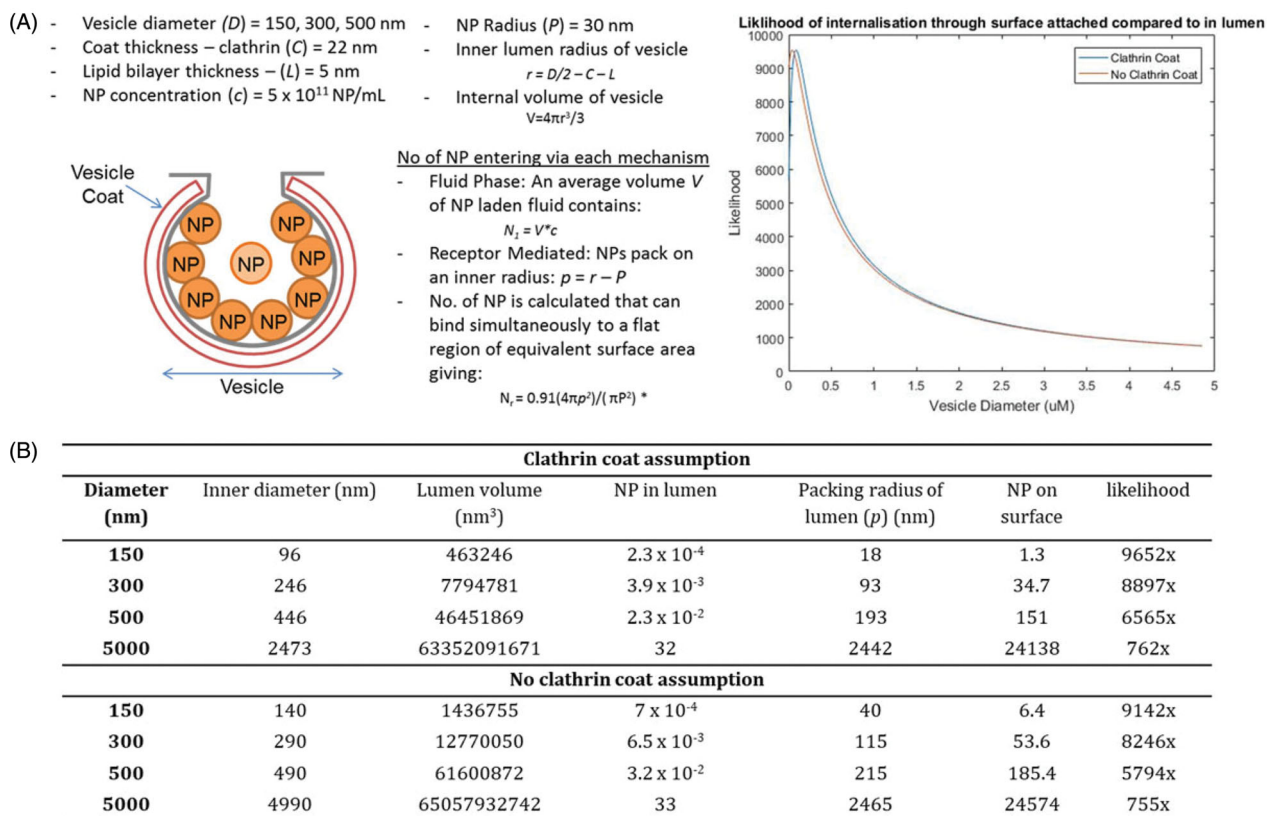 (A)
- Vesicle diameter (D) = 150, 300, 500 nm
- Coat thickness – clathrin (C) = 22 nm
- Lipid bilayer thickness – (L) = 5 nm
- NP concentration (c) = 5 x 10¹¹ NP/mL
- NP Radius (P) = 30 nm
- Inner lumen radius of vesicle
r = D/2 – C – L
- Internal volume of vesicle
V=4πr³/3
Vesicle
Coat
NP
NP
NP
NP
NP
NP
NP
NP
NP
Vesicle
No of NP entering via each mechanism
- Fluid Phase: An average volume V
of NP laden fluid contains:
N₁ = V*c
- Receptor Mediated: NPs pack on
an inner radius: p = r – P
- No. of NP is calculated that can
bind simultaneously to a flat
region of equivalent surface area
giving:
Nᵣ = 0.91(4πp²)/( πP²) *
Liklihood of internalisation through surface attached compared to in lumen
Clathrin Coat
No Clathrin Coat
Likelihood
10000
9000
8000
7000
6000
5000
4000
3000
2000
1000
0
0 0.5 1 1.5 2 2.5 3 3.5 4 4.5 5
Vesicle Diameter (uM)
(B)
Clathrin coat assumption
Diameter Inner diameter (nm) Lumen volume NP in lumen Packing radius of NP on likelihood
(nm) (nm³) lumen (p) (nm) surface
150 96 463246 2.3 x 10⁻⁴ 18 1.3 9652x
300 246 7794781 3.9 x 10⁻³ 93 34.7 8897x
500 446 46451869 2.3 x 10⁻² 193 151 6565x
5000 2473 63352091671 32 2442 24138 762x
No clathrin coat assumption
150 140 1436755 7 x 10⁻⁴ 40 6.4 9142x
300 290 12770050 6.5 x 10⁻³ 115 53.6 8246x
500 490 61600872 3.2 x 10⁻² 215 185.4 5794x
5000 4990 65057932742 33 2465 24574 755x